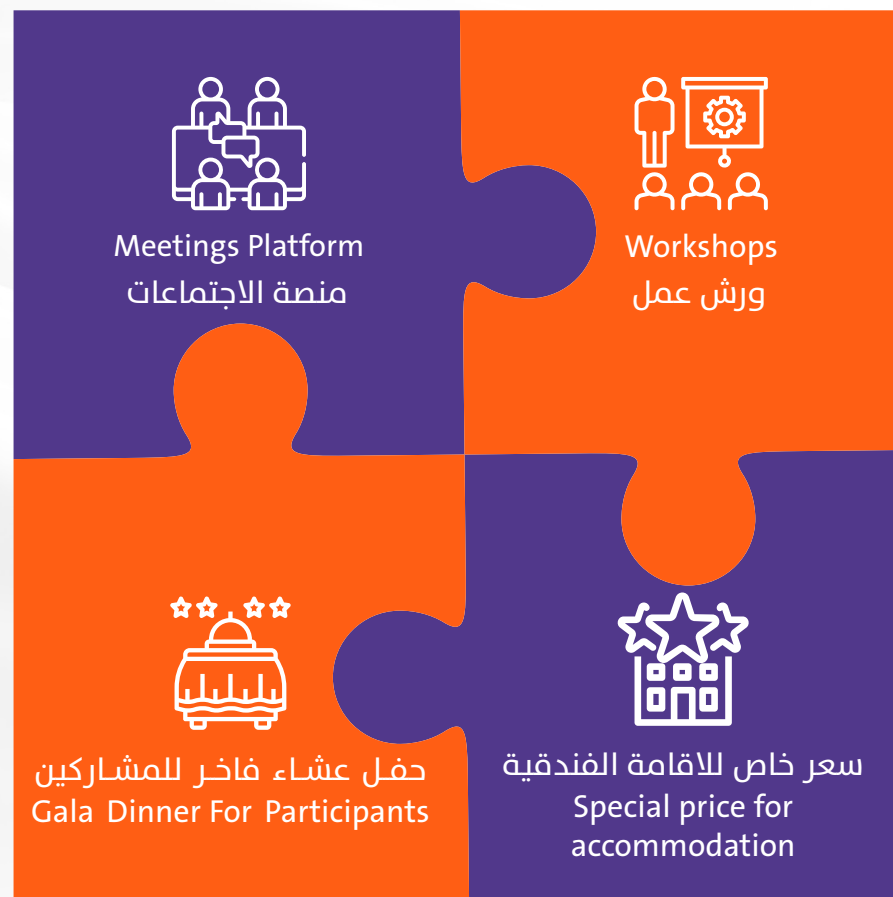 Meetings Platform
منصة الاجتماعات
Workshops
ورش عمل
حفل عشاء فاخر للمشاركين
Gala Dinner For Participants
سعر خاص للاقامة الفندقية
Special price for
accommodation